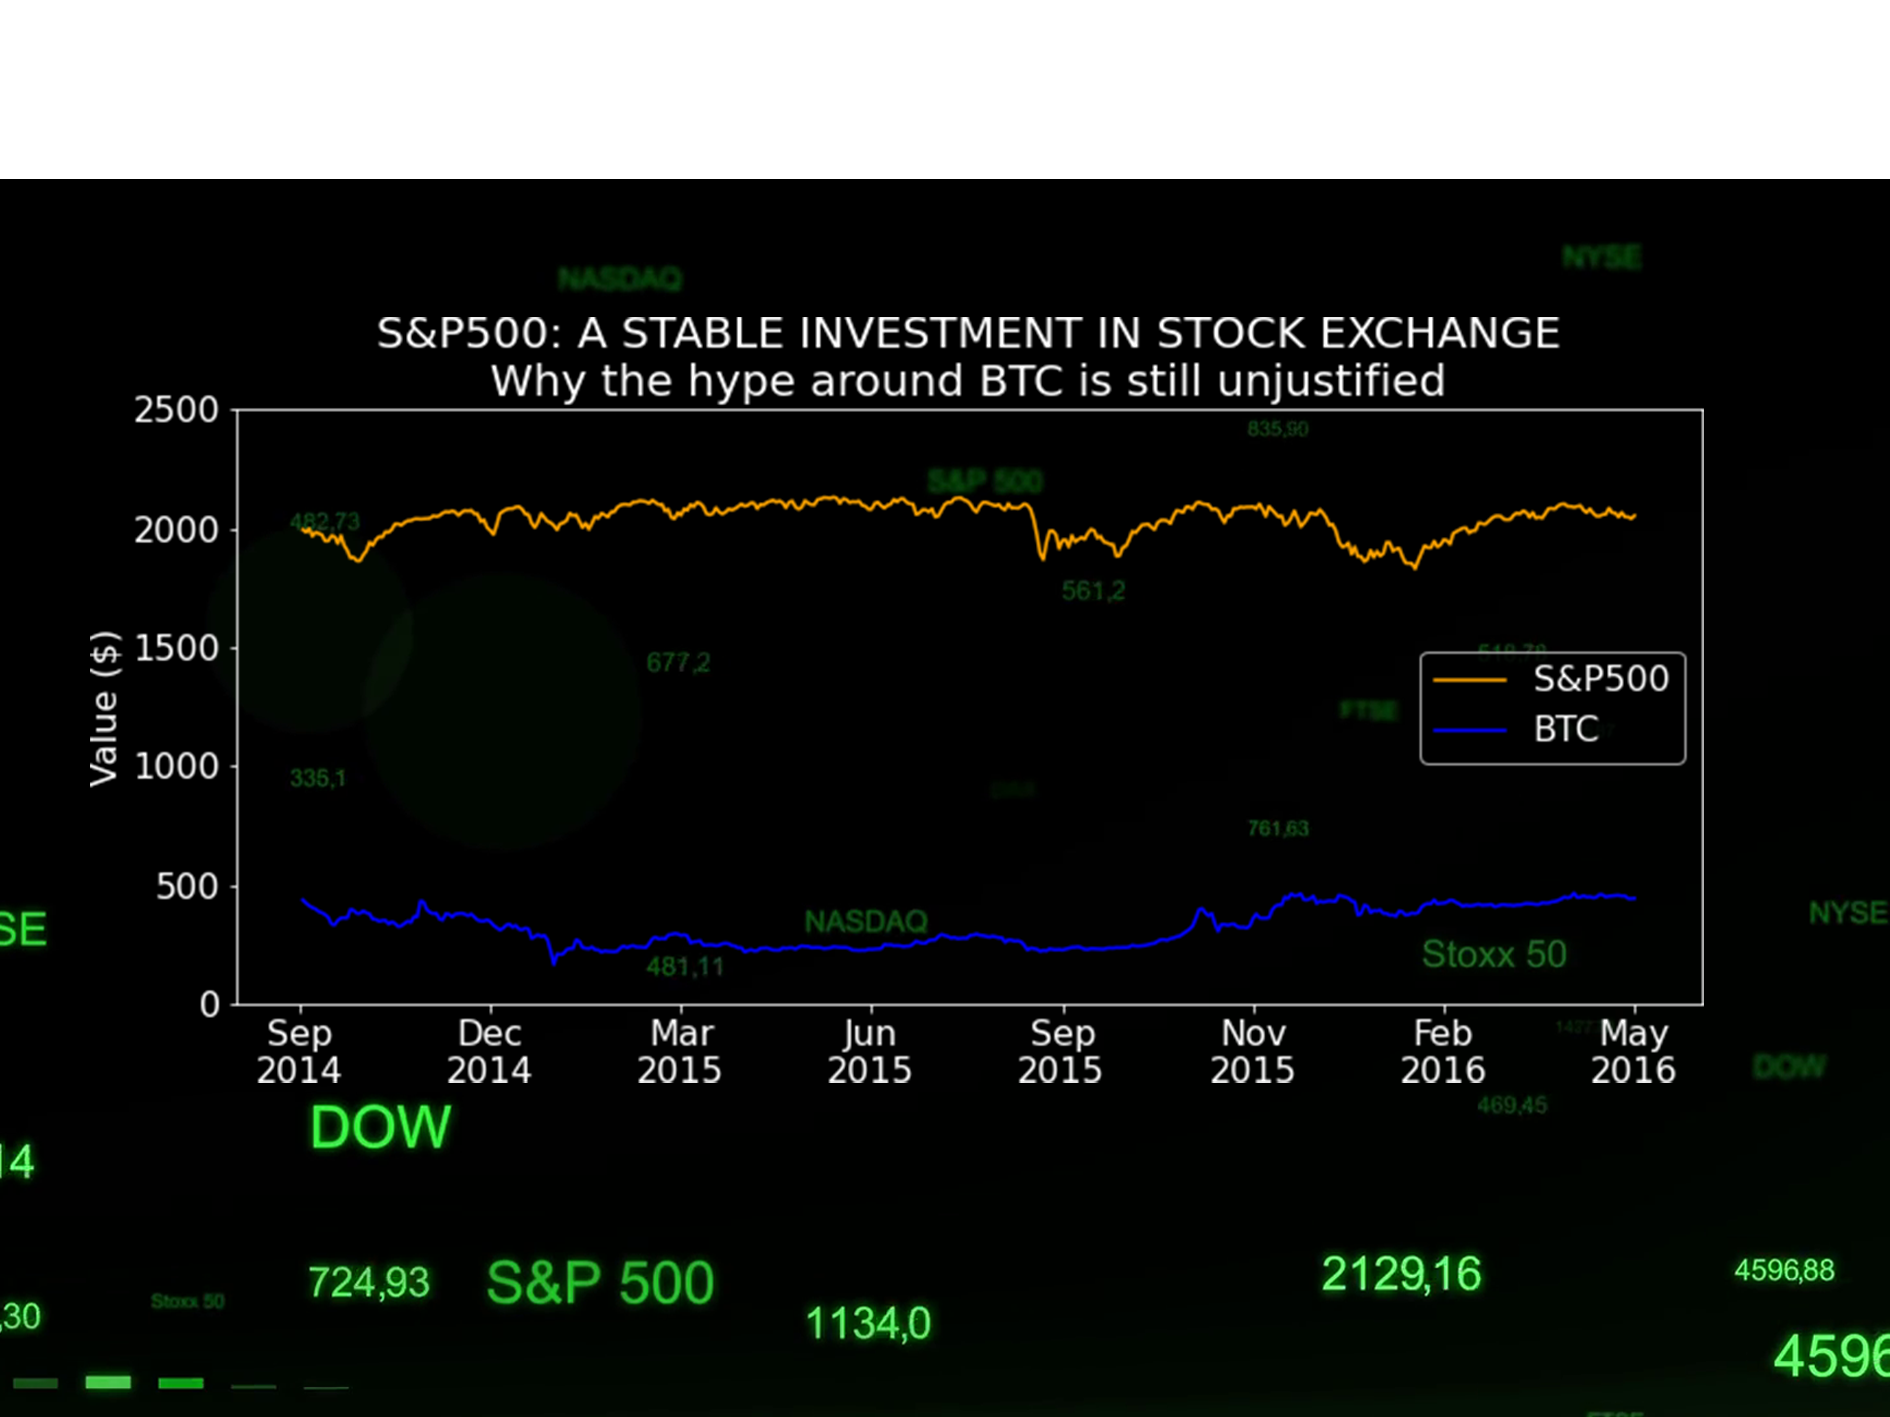 NYSE
NASDAQ
S&P500: A STABLE INVESTMENT IN STOCK EXCHANGE
Why the hype around BTC is still unjustified
2500
835,90
S&P 500
482,73
2000
561,2
1500
677,2
518,78
S&P500
FTSE
BTC
Value ($)
1000
335,1
761,63
500
NASDAQ
NYSE
SE
Stoxx 50
481,11
0
Sep Dec Mar Jun Sep Nov Feb May
2014 2014 2015 2015 2015 2015 2016 2016
DOW
469,45
DOW
14
724,93
S&P 500
2129,16
4596,88
Stoxx 50
,30
1134,0
4596
FTSE